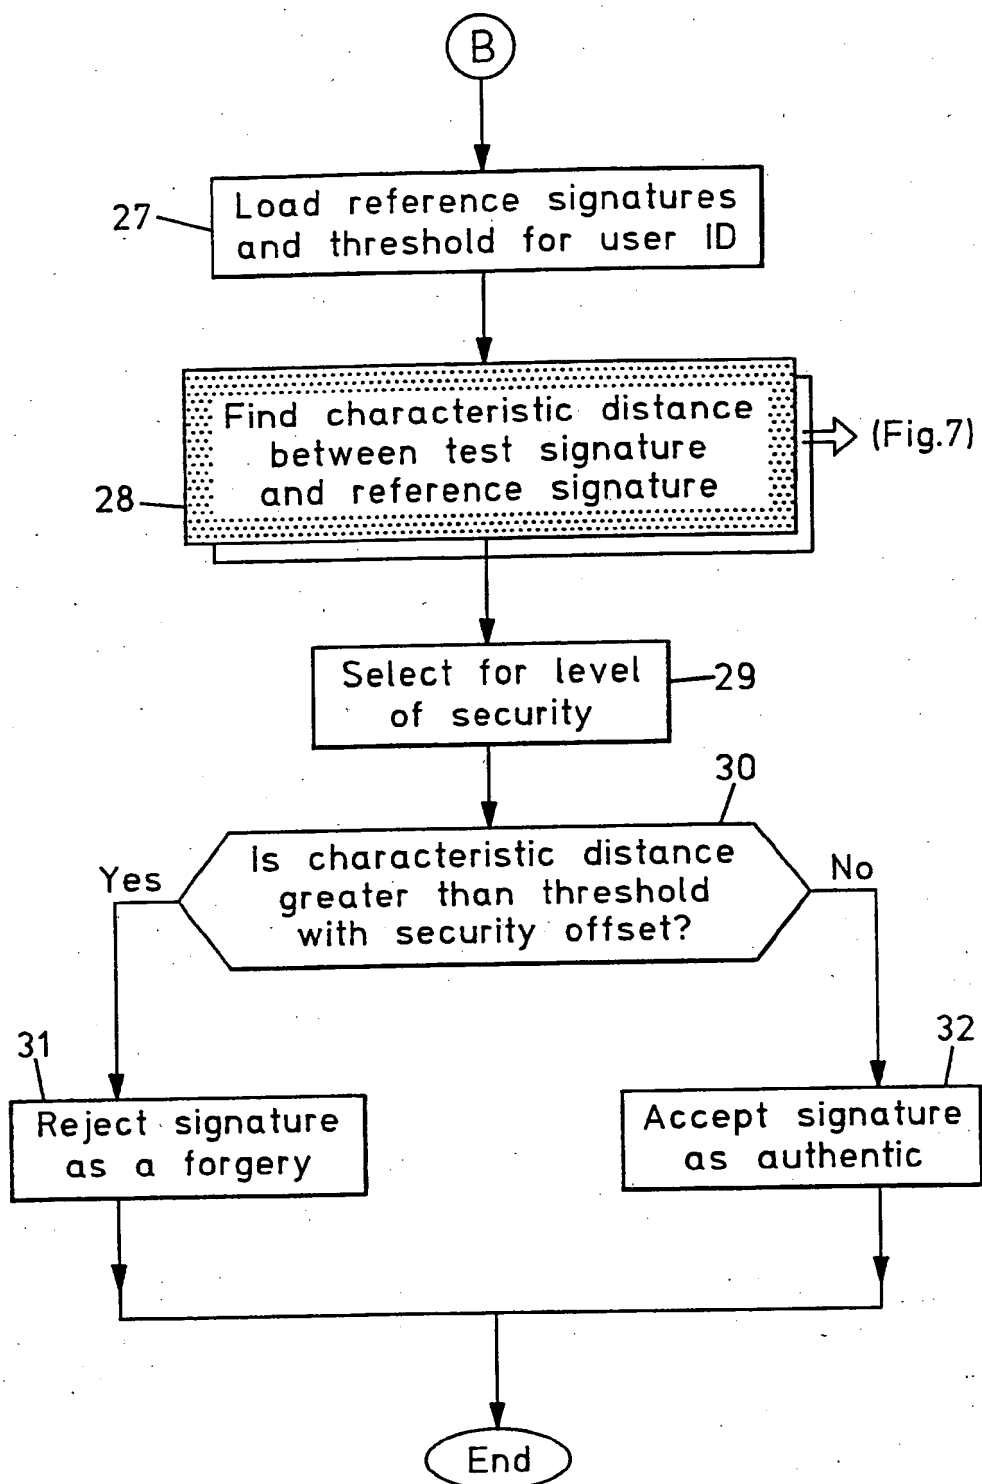 B
27
Load reference signatures
and threshold for user ID
Find characteristic distance
between test signature
and reference signature
(Fig.7)
28
Select for level
of security
29
30
Is characteristic distance
greater than threshold
with security offset?
Yes
No
31
Reject signature
as a forgery
32
Accept signature
as authentic
End